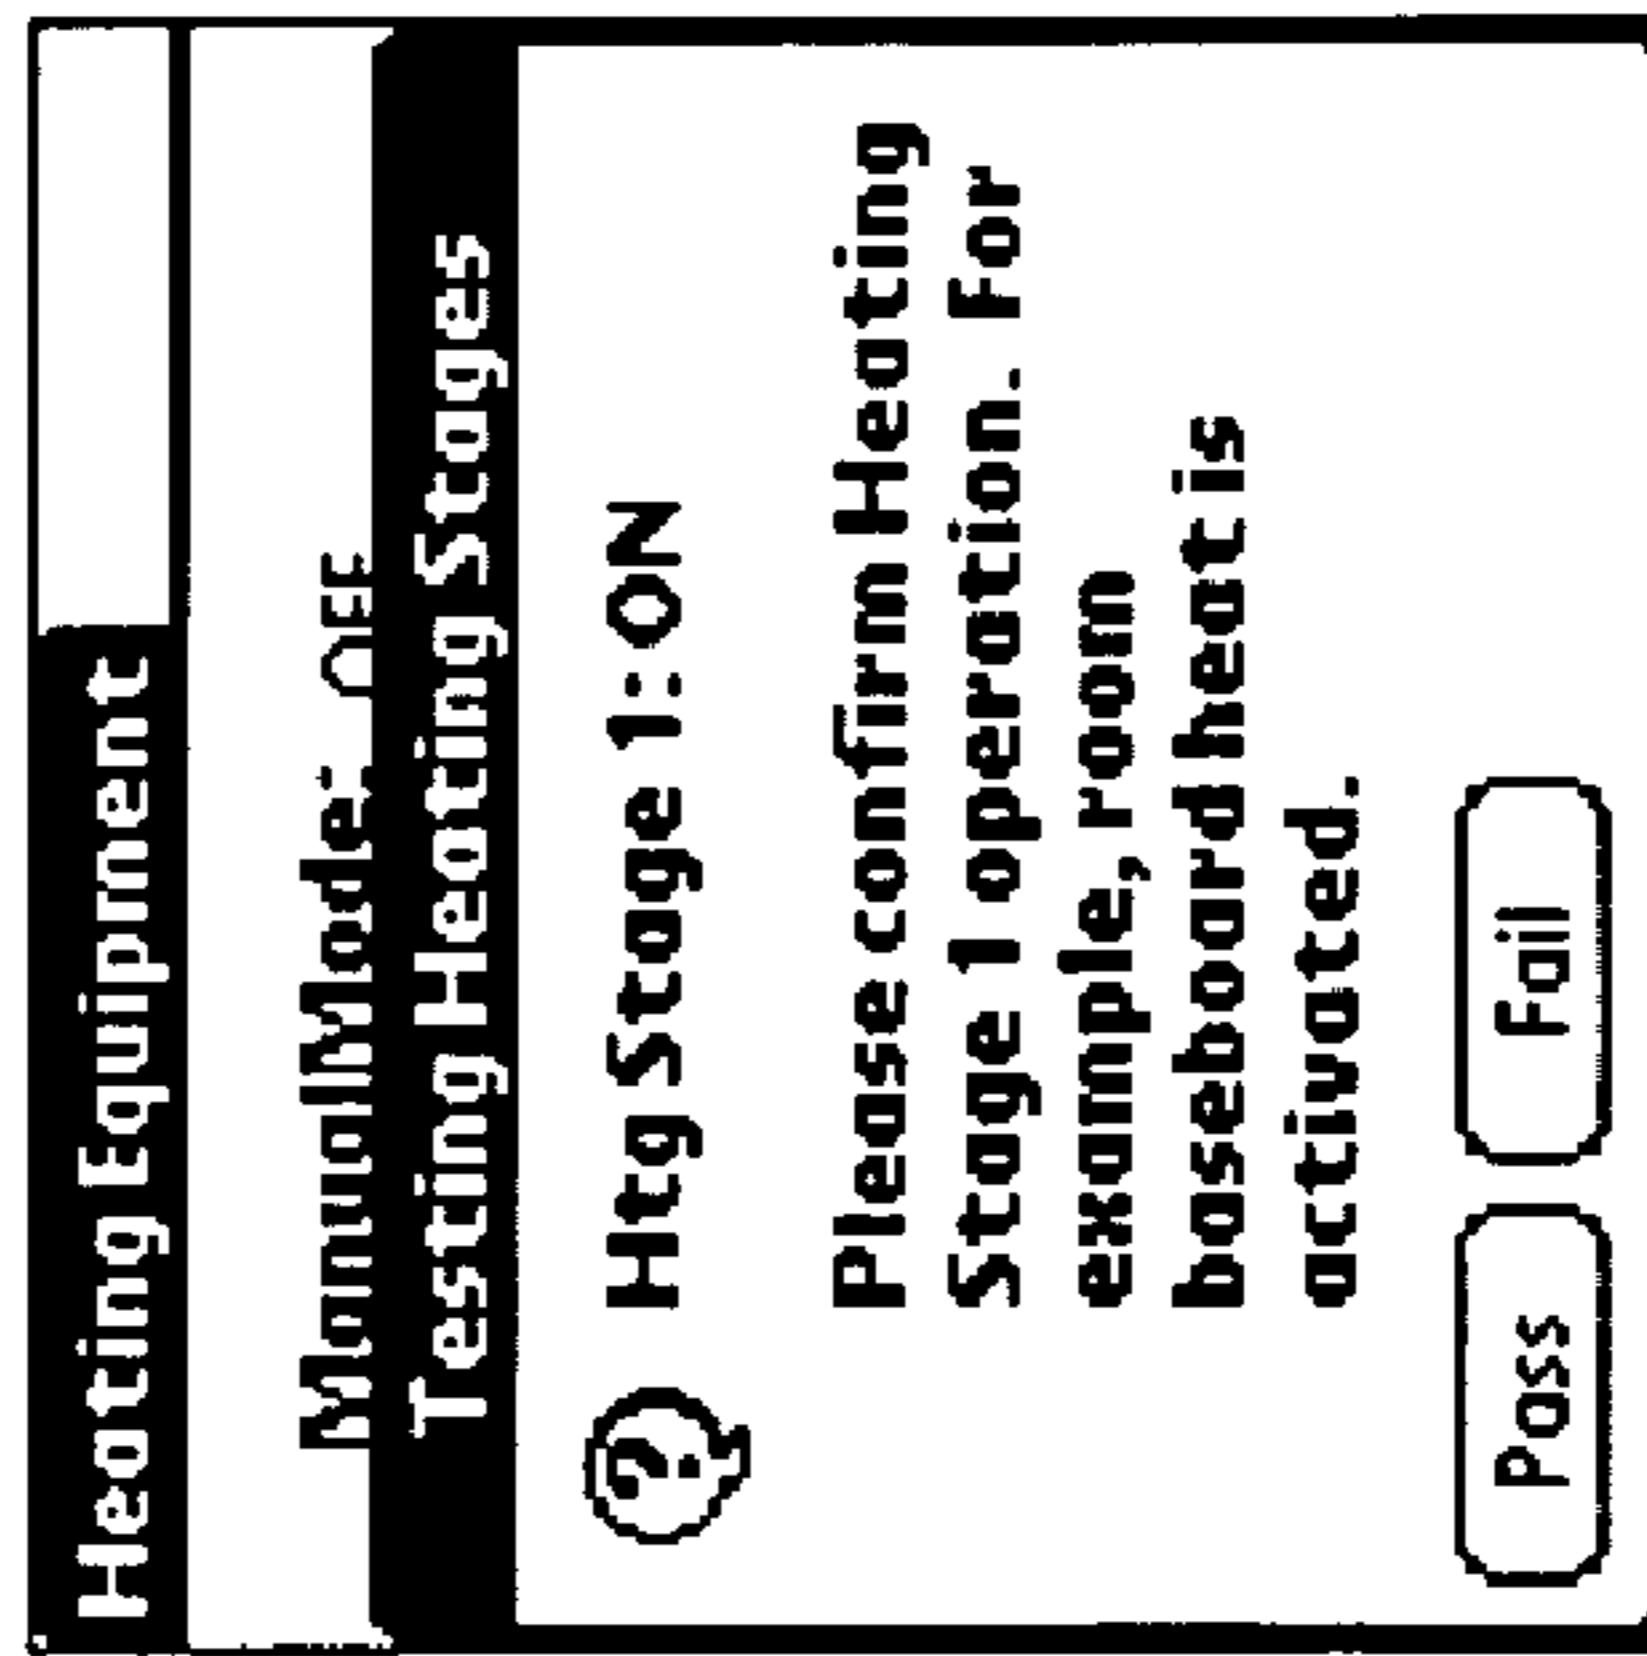 Heating Equipment
ManualMode: OFF
Testing Heating Stages
Htg Stage 1: ON
Please confirm Heating
Stage 1 operation. For
example, room
baseboard heat is
activated.
Pass
Fail